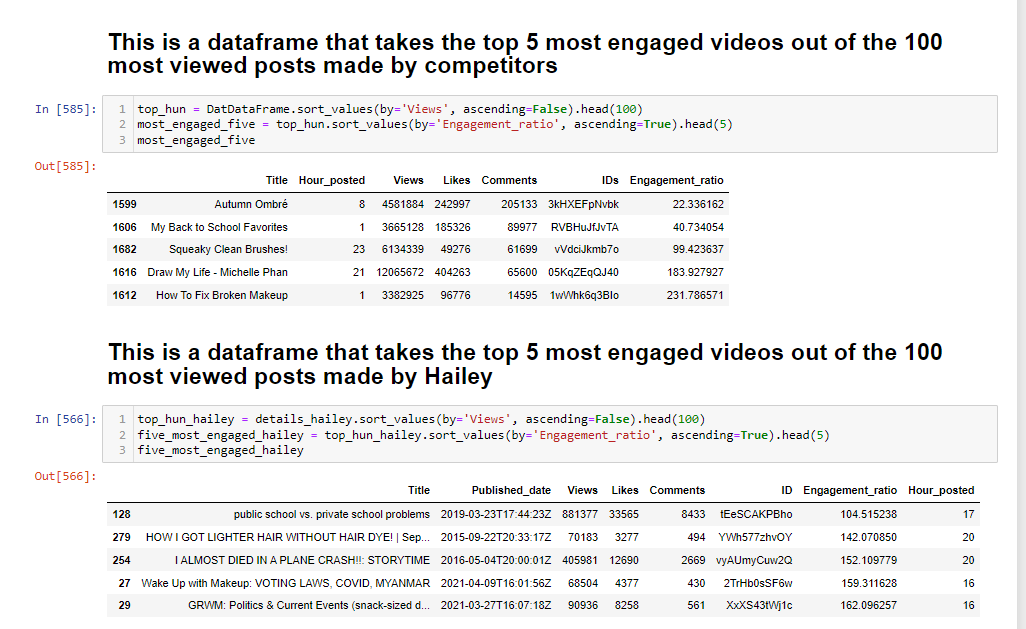 This is a dataframe that takes the top 5 most engaged videos out of the 100
most viewed posts made by competitors
In [585]:
1 top_hun = DatDataFrame.sort_values(by='Views', ascending=False).head(100)
2 most_engaged_five = top_hun.sort_values(by='Engagement_ratio', ascending=True).head(5)
3 most_engaged_five
Out[585]:
Title Hour_posted Views Likes Comments IDs Engagement_ratio
1599 Autumn Ombré 8 4581884 242997 205133 3kHXEFpNvbk 22.336162
1606 My Back to School Favorites 1 3665128 185326 89977 RVBHuJfJvTA 40.734054
1682 Squeaky Clean Brushes! 23 6134339 49276 61699 vVdciJkmb7o 99.423637
1616 Draw My Life - Michelle Phan 21 12065672 404263 65600 05KqZEqQJ40 183.927927
1612 How To Fix Broken Makeup 1 3382925 96776 14595 1wWhk6q3BIo 231.786571
This is a dataframe that takes the top 5 most engaged videos out of the 100
most viewed posts made by Hailey
In [566]:
1 top_hun_hailey = details_hailey.sort_values(by='Views', ascending=False).head(100)
2 five_most_engaged_hailey = top_hun_hailey.sort_values(by='Engagement_ratio', ascending=True).head(5)
3 five_most_engaged_hailey
Out[566]:
Title Published_date Views Likes Comments ID Engagement_ratio Hour_posted
128 public school vs. private school problems 2019-03-23T17:44:23Z 881377 33565 8433 tEeSCAKPBho 104.515238 17
279 HOW I GOT LIGHTER HAIR WITHOUT HAIR DYE! | Sep... 2015-09-22T20:33:17Z 70183 3277 494 YWh577zhvOY 142.070850 20
254 I ALMOST DIED IN A PLANE CRASH!!: STORYTIME 2016-05-04T20:00:01Z 405981 12690 2669 vyAUmyCuw2Q 152.109779 20
27 Wake Up with Makeup: VOTING LAWS, COVID, MYANMAR 2021-04-09T16:01:56Z 68504 4377 430 2TrHb0sSF6w 159.311628 16
29 GRWM: Politics & Current Events (snack-sized d... 2021-03-27T16:07:18Z 90936 8258 561 XxXS43tWj1c 162.096257 16